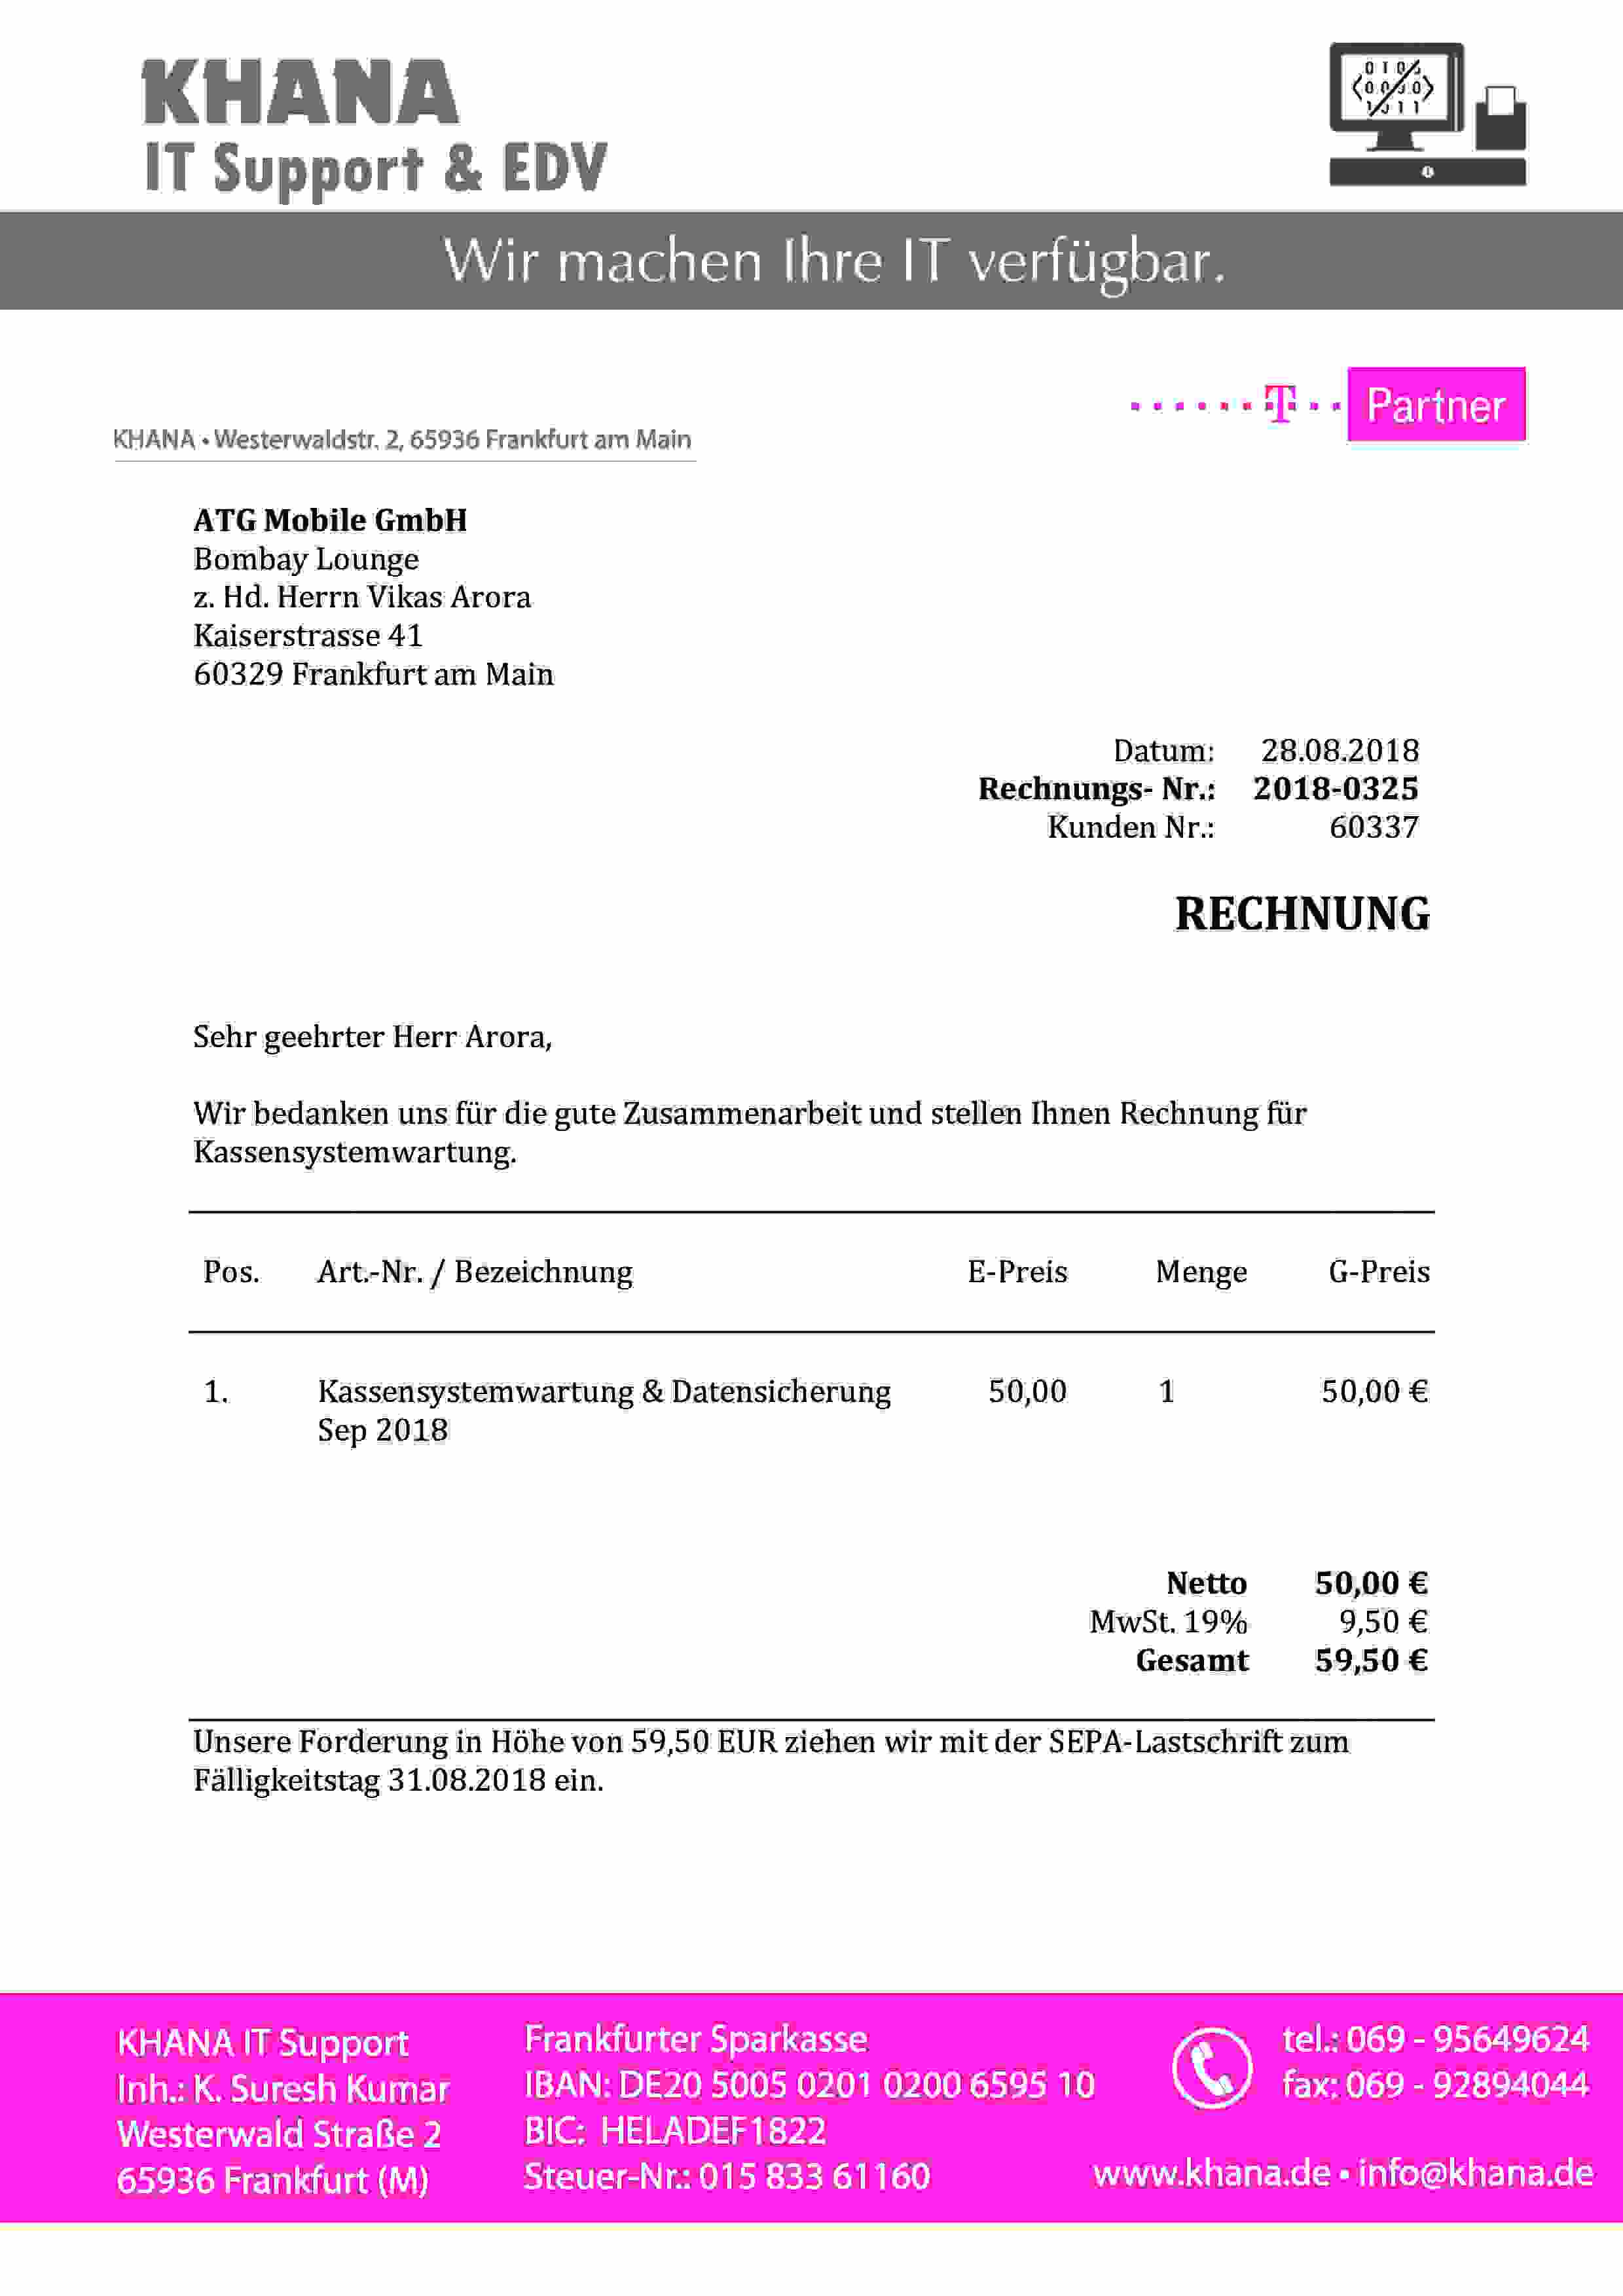 KHANA
IT Support & EDV
Wir machen Ihre IT verfügbar.
T Partner
KHANA • Westerwaldstr. 2, 65936 Frankfurt am Main
ATG Mobile GmbH
Bombay Lounge
z. Hd. Herrn Vikas Arora
Kaiserstrasse 41
60329 Frankfurt am Main
Datum: 28.08.2018
Rechnungs- Nr.: 2018-0325
Kunden Nr.: 60337
RECHNUNG
Sehr geehrter Herr Arora,
Wir bedanken uns für die gute Zusammenarbeit und stellen Ihnen Rechnung für
Kassensystemwartung.
Pos. Art.-Nr. / Bezeichnung E-Preis Menge G-Preis
1. Kassensystemwartung & Datensicherung 50,00 1 50,00 €
Sep 2018
Netto 50,00 €
MwSt. 19% 9,50 €
Gesamt 59,50 €
Unsere Forderung in Höhe von 59,50 EUR ziehen wir mit der SEPA-Lastschrift zum
Fälligkeitstag 31.08.2018 ein.
KHANA IT Support
Inh.: K. Suresh Kumar
Westerwald Straße 2
65936 Frankfurt (M)
Frankfurter Sparkasse
IBAN: DE20 5005 0201 0200 6595 10
BIC: HELADEF1822
Steuer-Nr.: 015 833 61160
tel.: 069 - 95649624
fax: 069 - 92894044
www.khana.de • info@khana.de